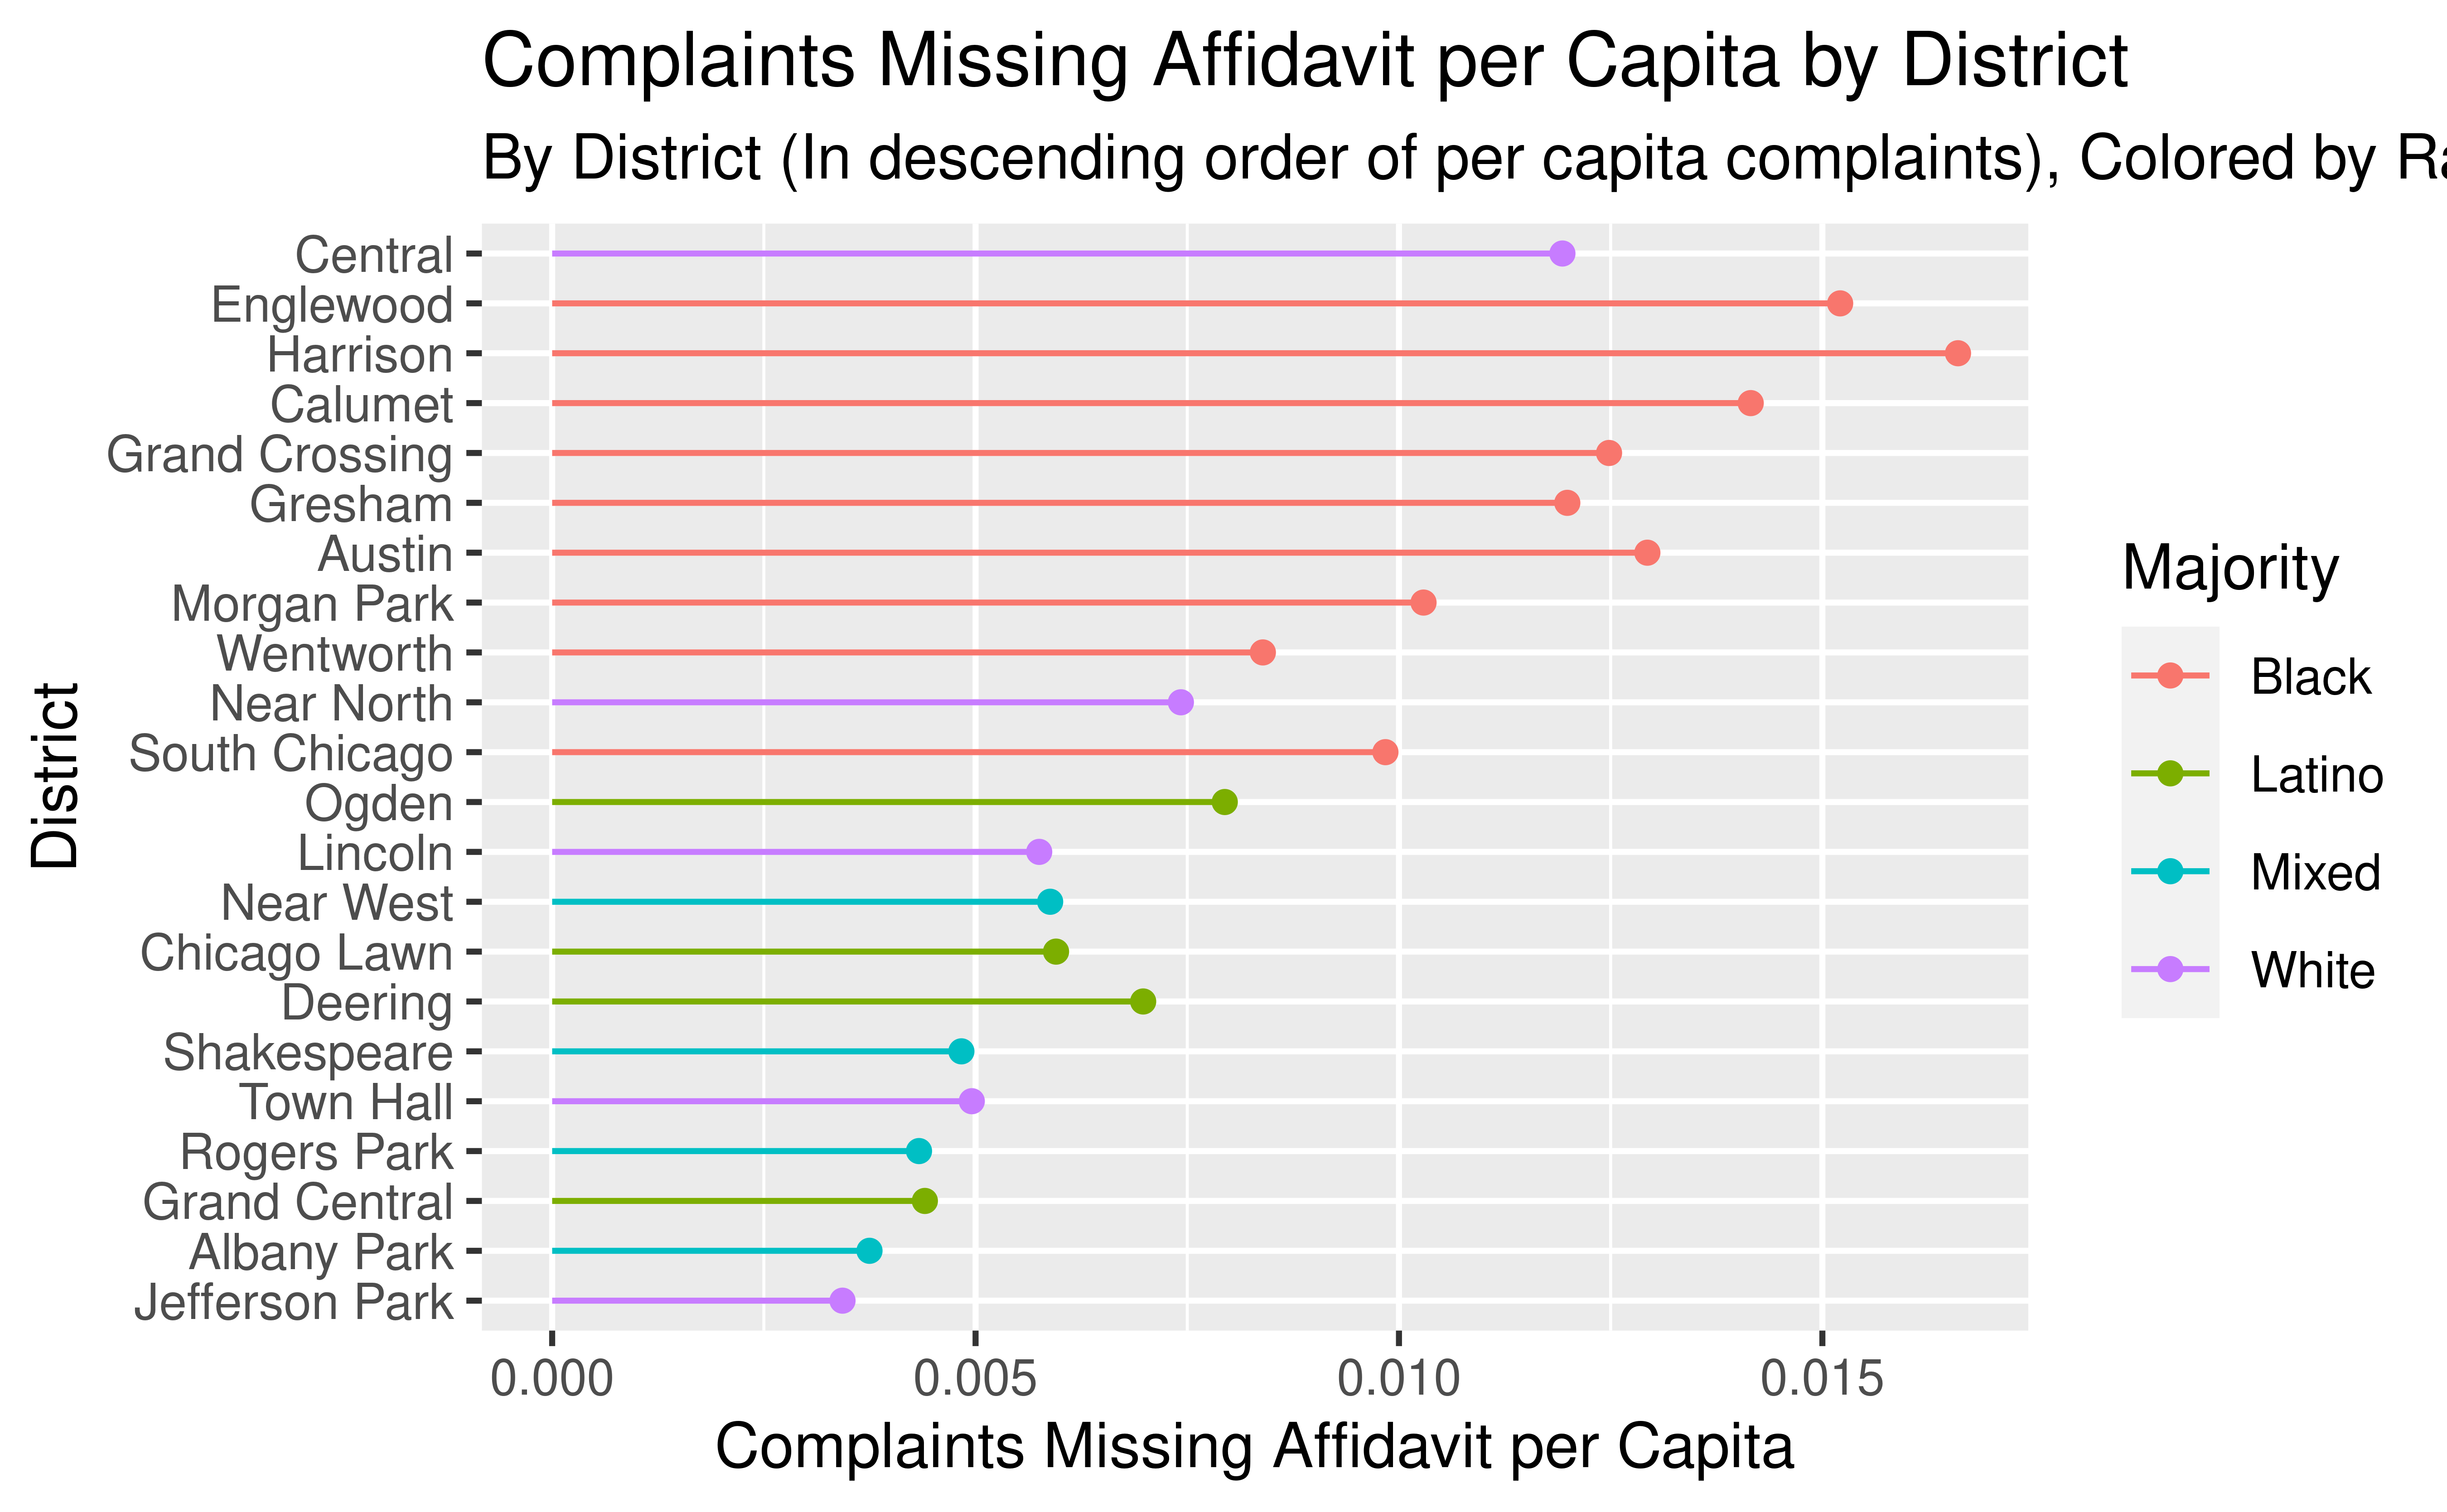 Complaints Missing Affidavit per Capita by District
By District (In descending order of per capita complaints), Colored by
Central
Englewood
Harrison
Calumet
Grand Crossing
Gresham
Austin
Morgan Park
Wentworth
Near North
South Chicago
Ogden
Lincoln
Near West
Chicago Lawn
Deering
Shakespeare
Town Hall
Rogers Park
Grand Central
Albany Park
Jefferson Park
District
0.000 0.005 0.010 0.015
Complaints Missing Affidavit per Capita
Majority
Black
Latino
Mixed
White